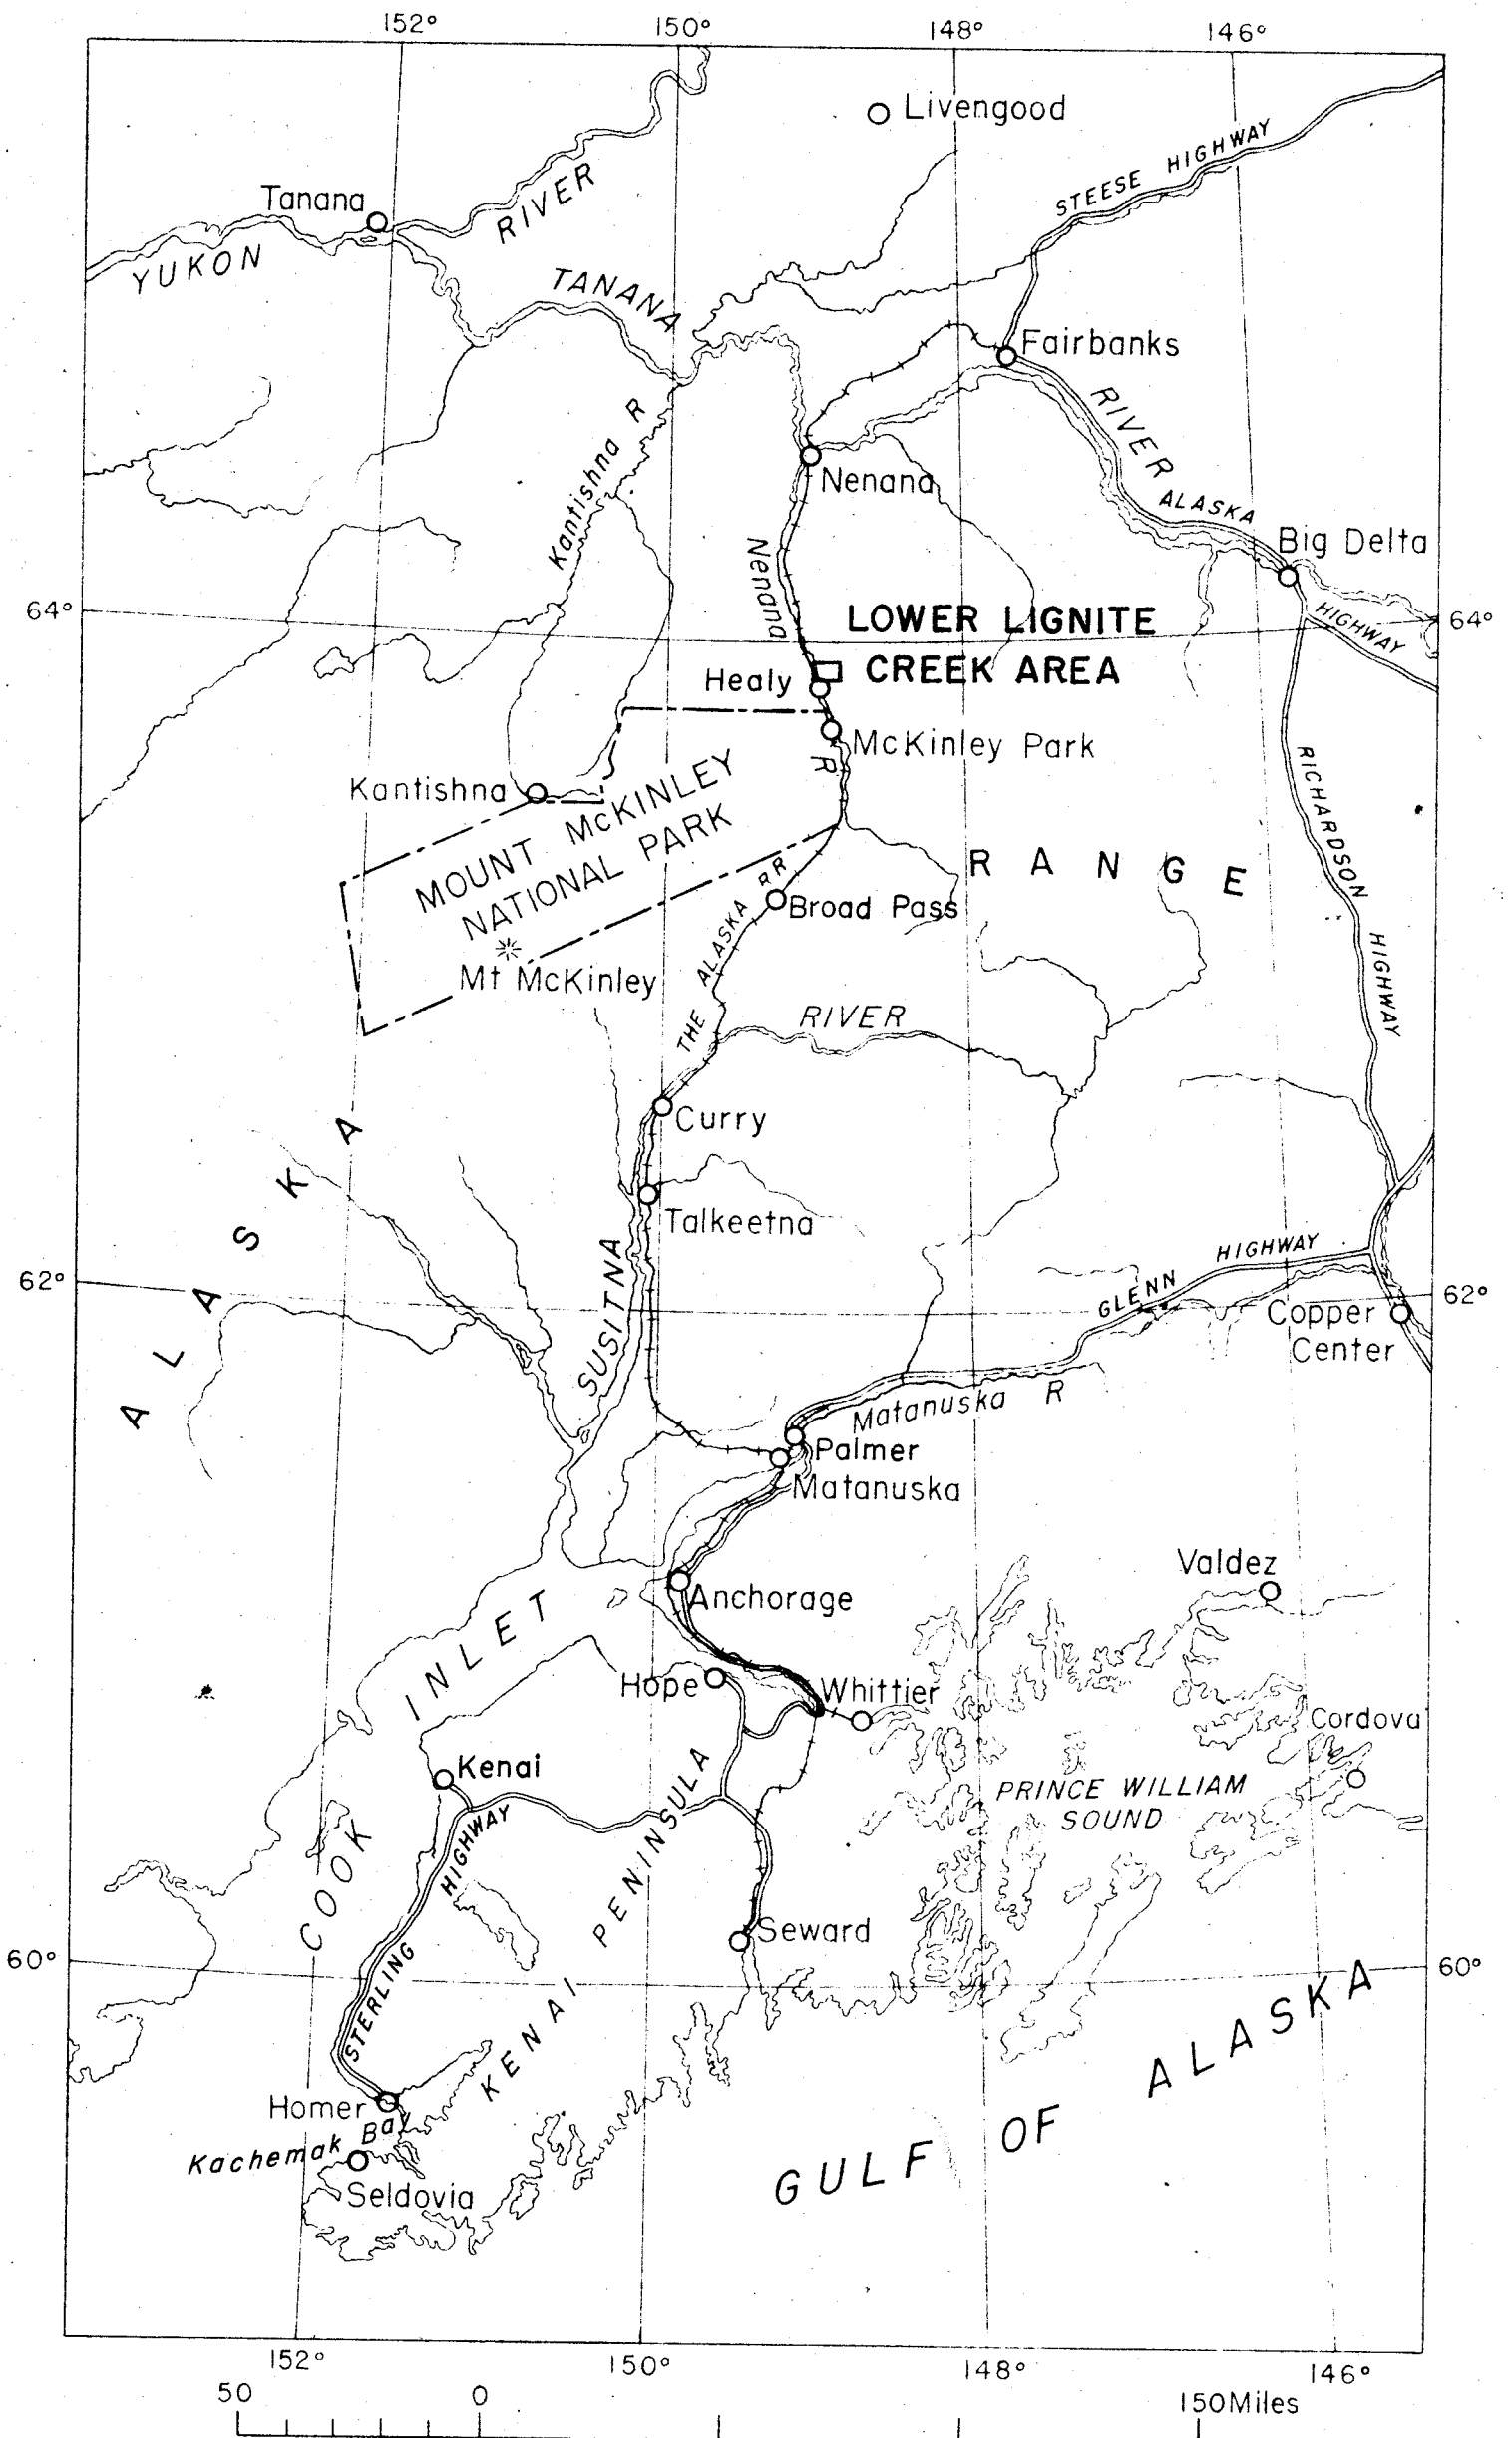 152° 150° 148° 146°
Livengood
STEESE HIGHWAY
Tanana
RIVER
YUKON
TANANA
Fairbanks
RIVER
Kantishna R
Nenana
ALASKA
Big Delta
Nenana
64° LOWER LIGNITE 64°
HIGHWAY
CREEK AREA
Healy
McKinley Park
R
Kantishna
MOUNT McKINLEY
NATIONAL PARK
RICHARDSON
RANGE
Broad Pass
THE ALASKA RR
HIGHWAY
Mt McKinley
RIVER
Curry
ALASKA
Talkeetna
SUSITNA
GLENN HIGHWAY
62° 62°
Copper
Center
Matanuska R
Palmer
Matanuska
Valdez
Anchorage
INLET
Hope
Whittier
Cordova
Kenai
PRINCE WILLIAM
SOUND
HIGHWAY
COOK
PENINSULA
Seward
60° 60°
STERLING
KENAI
GULF OF ALASKA
Homer
Kachemak Bay
Seldovia
152° 150° 148° 146°
50 0 150 Miles